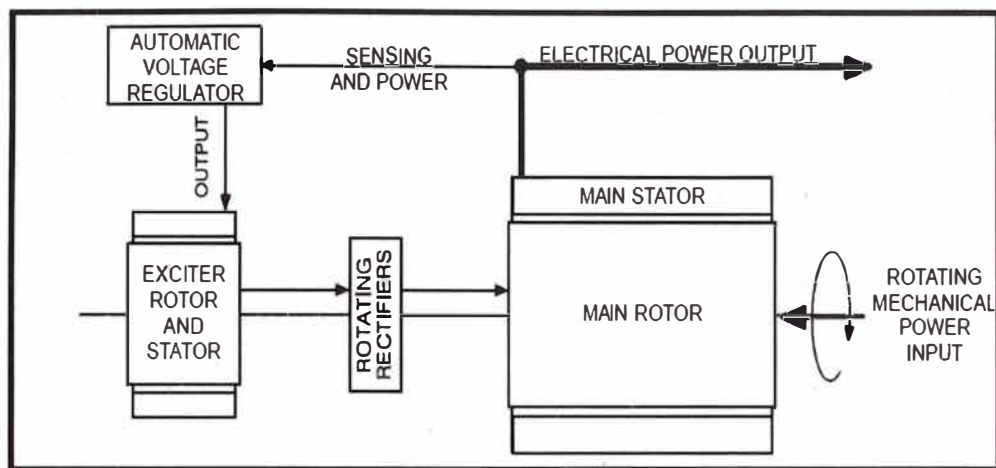 AUTOMATIC
VOLTAGE
REGULATOR
SENSING
AND POWER
ELECTRICAL POWER OUTPUT
OUTPUT
MAIN STATOR
EXCITER
ROTOR
AND
STATOR
ROTATING
RECTIFIERS
MAIN ROTOR
ROTATING
MECHANICAL
POWER
INPUT